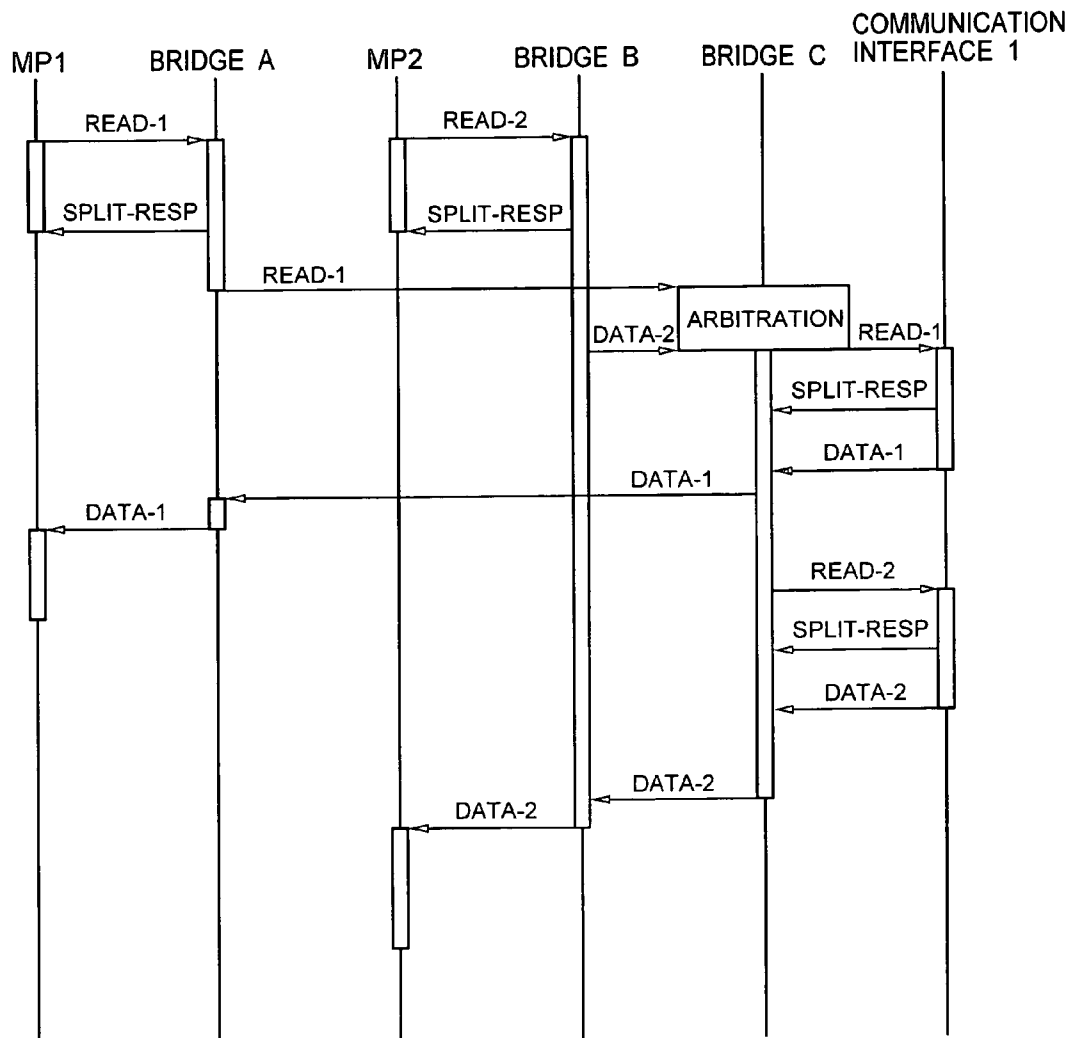 COMMUNICATION
INTERFACE 1
MP1
BRIDGE A
MP2
BRIDGE B
BRIDGE C
READ-1
READ-2
SPLIT-RESP
SPLIT-RESP
READ-1
ARBITRATION
DATA-2
READ-1
SPLIT-RESP
DATA-1
DATA-1
DATA-1
READ-2
SPLIT-RESP
DATA-2
DATA-2
DATA-2